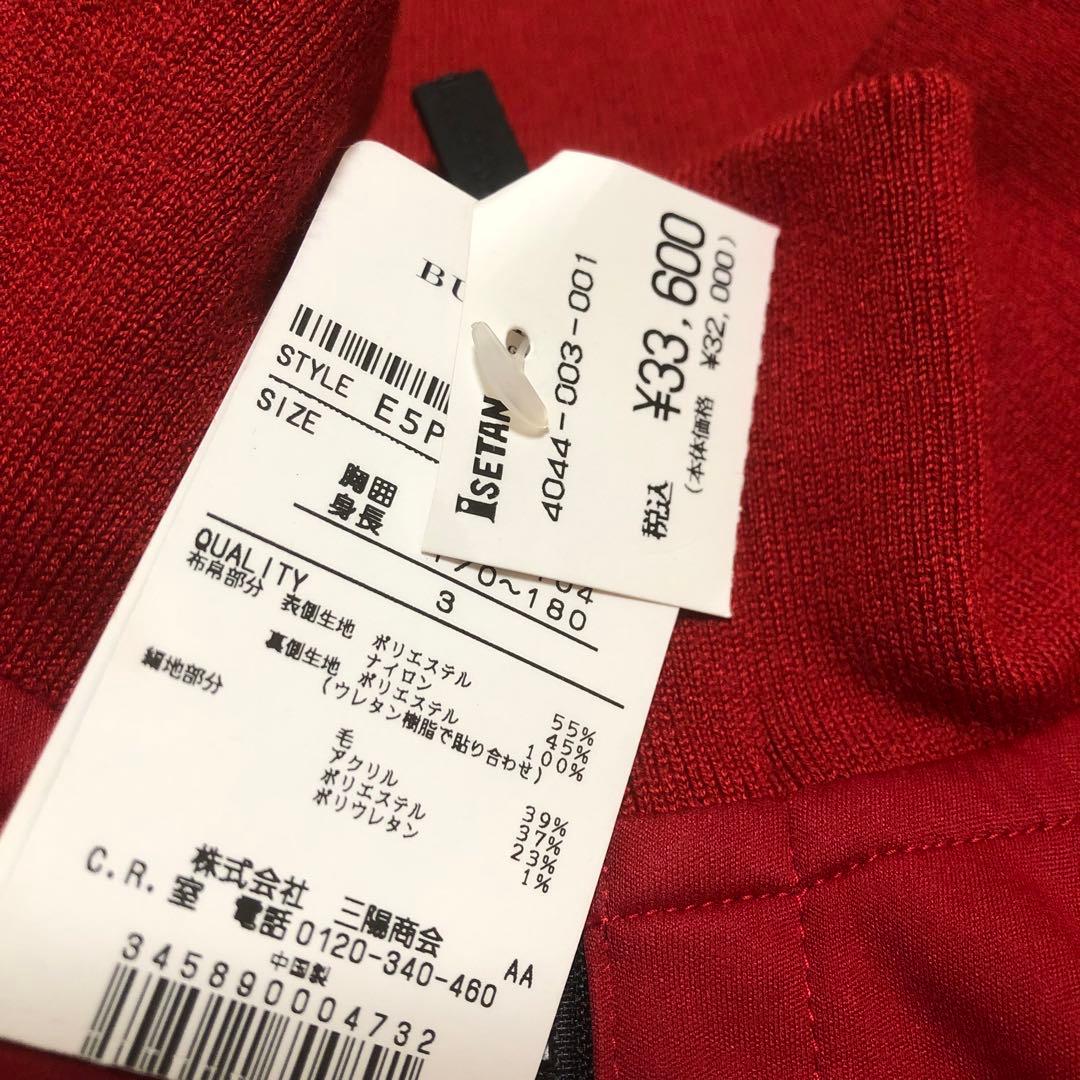 BU
STYLE E5P
SIZE
胸囲 104
身長 170~180
3
QUALITY
布帛部分 表側生地 ポリエステル 55%
ナイロン 45%
裏側生地 ポリエステル 100%
(ウレタン樹脂で貼り合わせ)
編地部分 毛 39%
アクリル 37%
ポリエステル 23%
ポリウレタン 1%
株式会社 三陽商会
C.R.室 電話0120-340-460 AA
中国製
3458900004732
ISETAN
4044-003-001
税込 ¥33,600
(本体価格 ¥32,000)